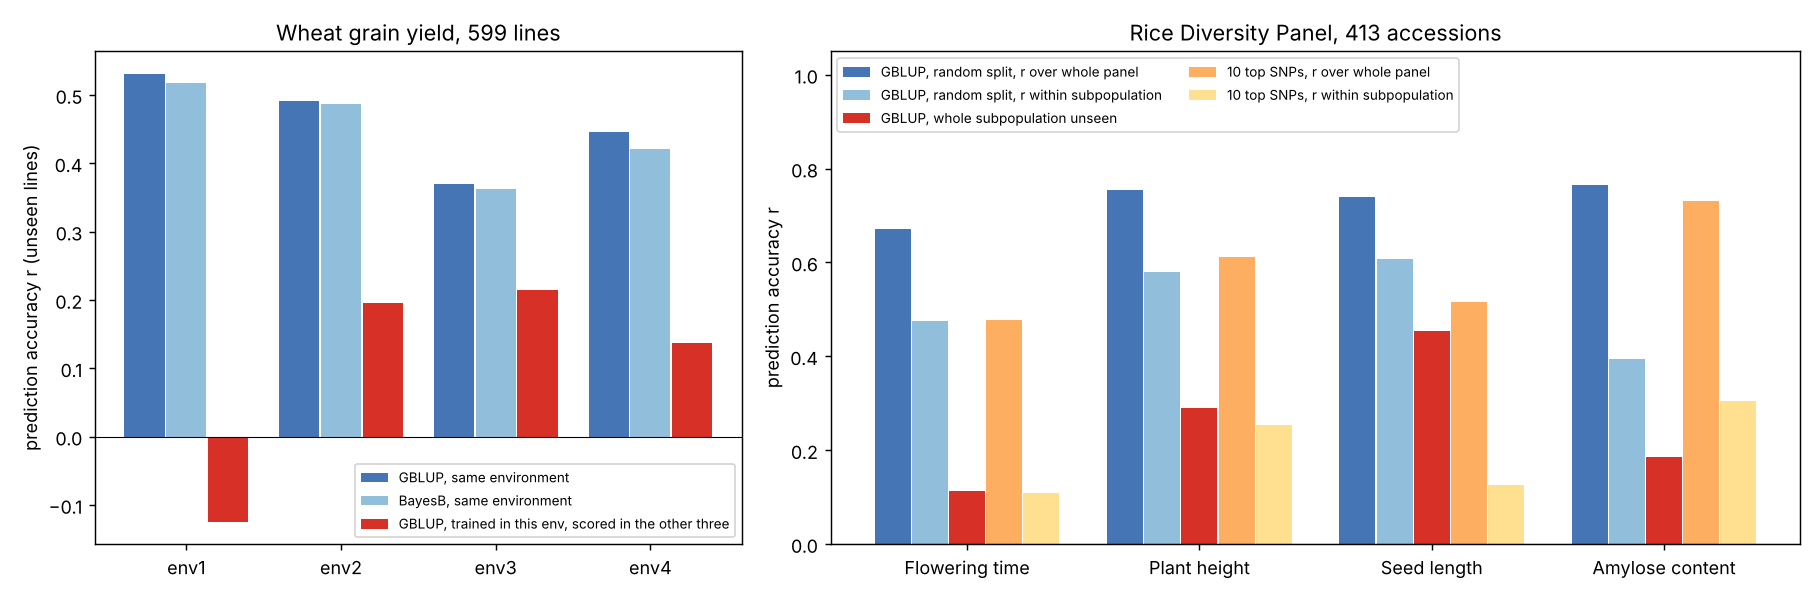 Wheat grain yield, 599 lines
prediction accuracy r (unseen lines)
0.5
0.4
0.3
0.2
0.1
0.0
−0.1
GBLUP, same environment
BayesB, same environment
GBLUP, trained in this env, scored in the other three
env1
env2
env3
env4
Rice Diversity Panel, 413 accessions
prediction accuracy r
1.0
0.8
0.6
0.4
0.2
0.0
GBLUP, random split, r over whole panel
GBLUP, random split, r within subpopulation
GBLUP, whole subpopulation unseen
10 top SNPs, r over whole panel
10 top SNPs, r within subpopulation
Flowering time
Plant height
Seed length
Amylose content